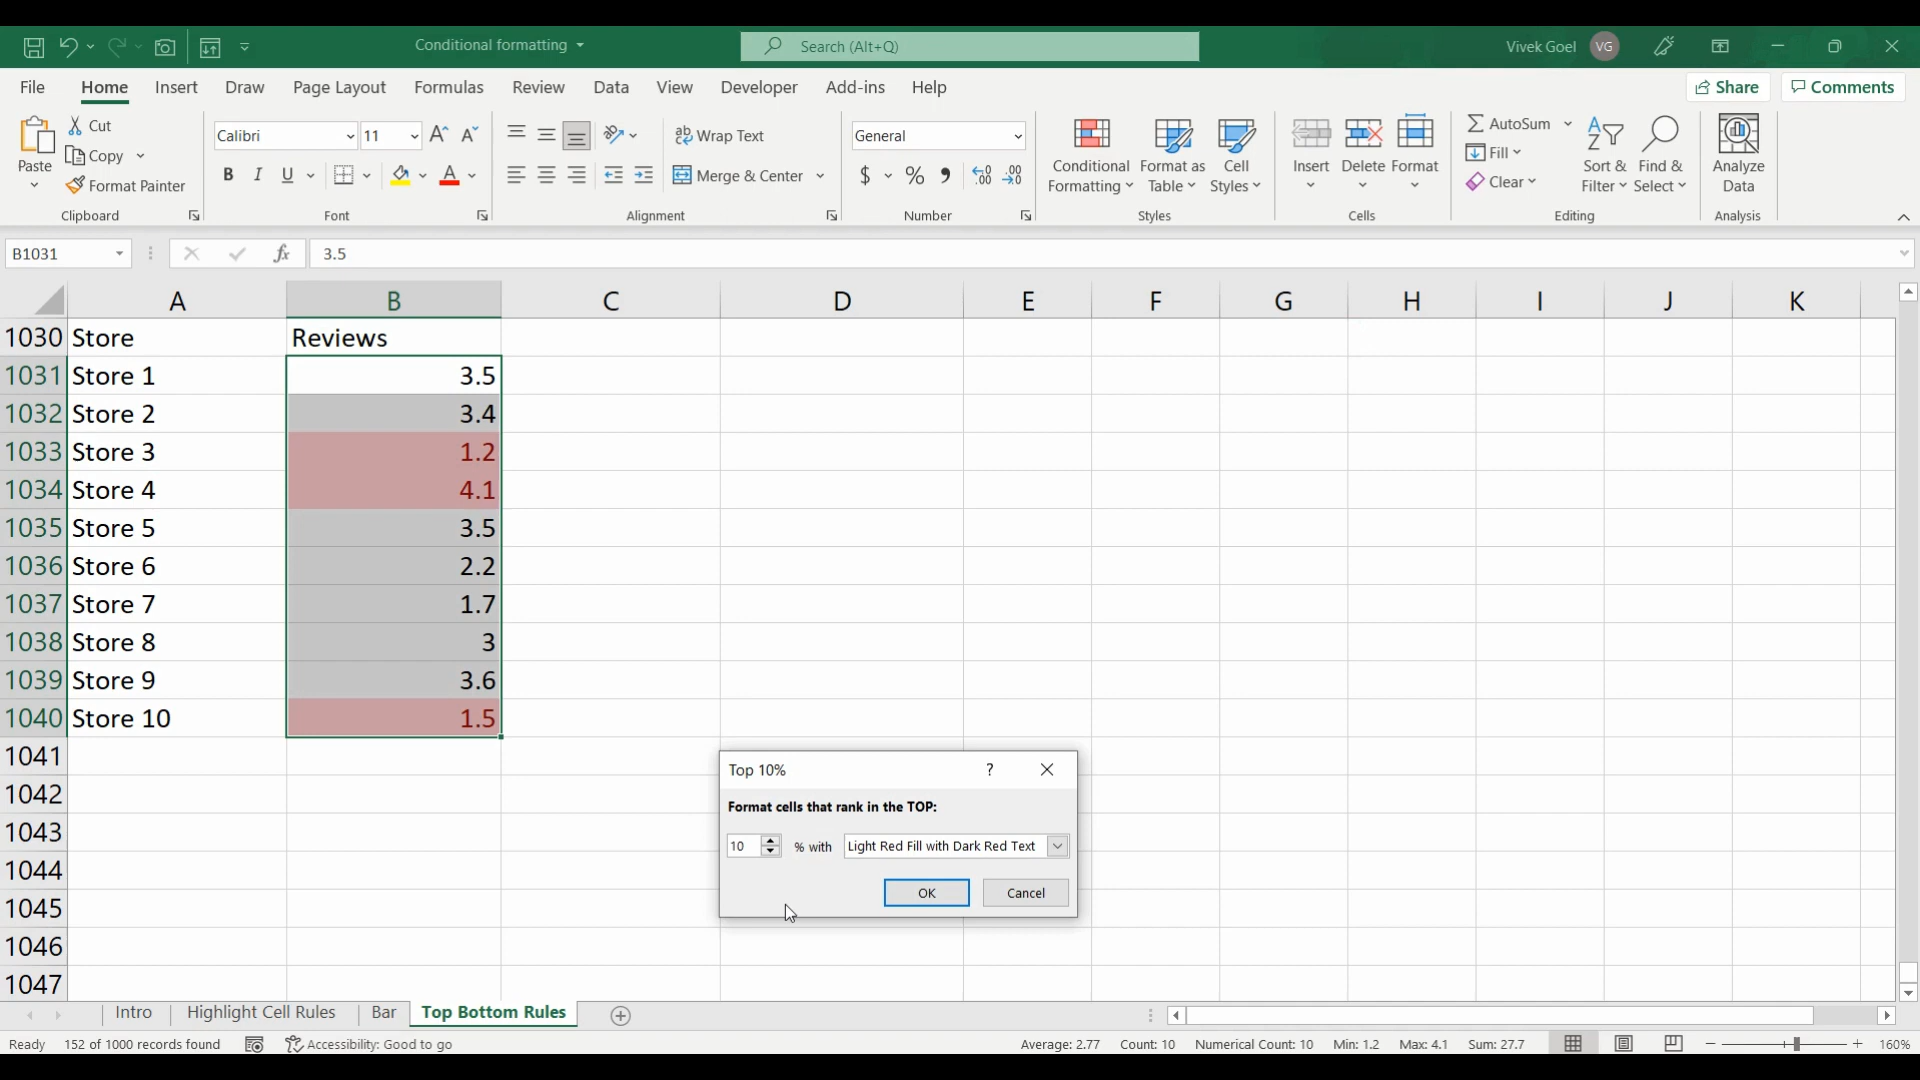 Conditional formatting
Search (Alt+Q)
Vivek Goel VG
File Home Insert Draw Page Layout Formulas Review Data View Developer Add-ins Help
Share Comments
Paste
Cut
Copy
Format Painter
Clipboard
Calibri 11
B I U A
Font
Wrap Text
Merge & Center
Alignment
General
$ % ,
Number
Conditional Formatting
Format as Table
Cell Styles
Styles
Insert Delete Format
Cells
AutoSum
Fill
Clear
Sort & Filter
Find & Select
Editing
Analyze Data
Analysis
B1031 fx 3.5
A B C D E F G H I J K
1030 Store Reviews
1031 Store 1 3.5
1032 Store 2 3.4
1033 Store 3 1.2
1034 Store 4 4.1
1035 Store 5 3.5
1036 Store 6 2.2
1037 Store 7 1.7
1038 Store 8 3
1039 Store 9 3.6
1040 Store 10 1.5
1041
1042
1043
1044
1045
1046
1047
Top 10% ?
Format cells that rank in the TOP:
10 % with Light Red Fill with Dark Red Text
OK Cancel
Intro Highlight Cell Rules Bar Top Bottom Rules
Ready 152 of 1000 records found Accessibility: Good to go Average: 2.77 Count: 10 Numerical Count: 10 Min: 1.2 Max: 4.1 Sum: 27.7 160%